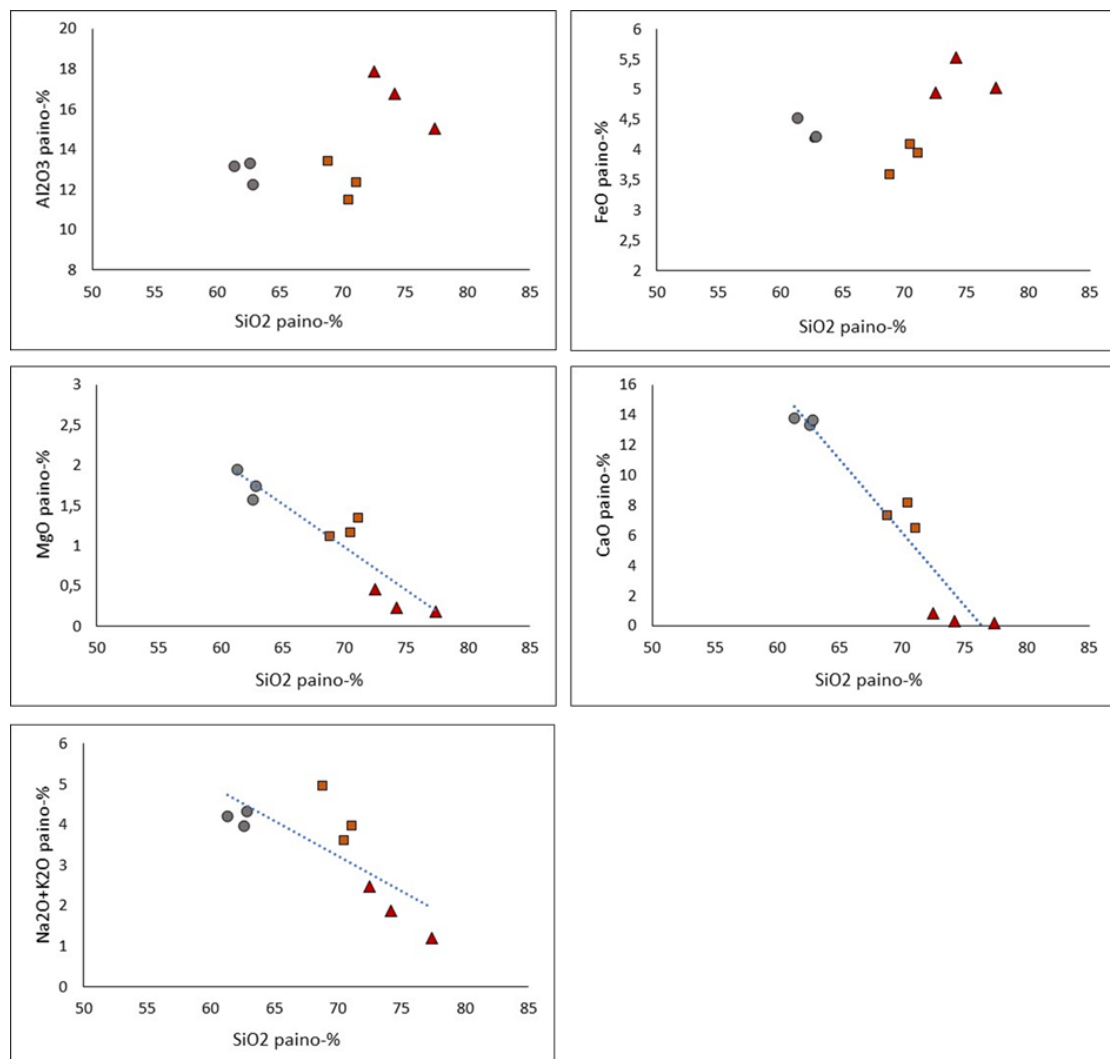 Al2O3 paino-%
20
18
16
14
12
10
8
50 55 60 65 70 75 80 85
SiO2 paino-%
FeO paino-%
6
5,5
5
4,5
4
3,5
3
2,5
2
50 55 60 65 70 75 80 85
SiO2 paino-%
MgO paino-%
3
2,5
2
1,5
1
0,5
0
50 55 60 65 70 75 80 85
SiO2 paino-%
CaO paino-%
16
14
12
10
8
6
4
2
0
50 55 60 65 70 75 80 85
SiO2 paino-%
Na2O+K2O paino-%
6
5
4
3
2
1
0
50 55 60 65 70 75 80 85
SiO2 paino-%